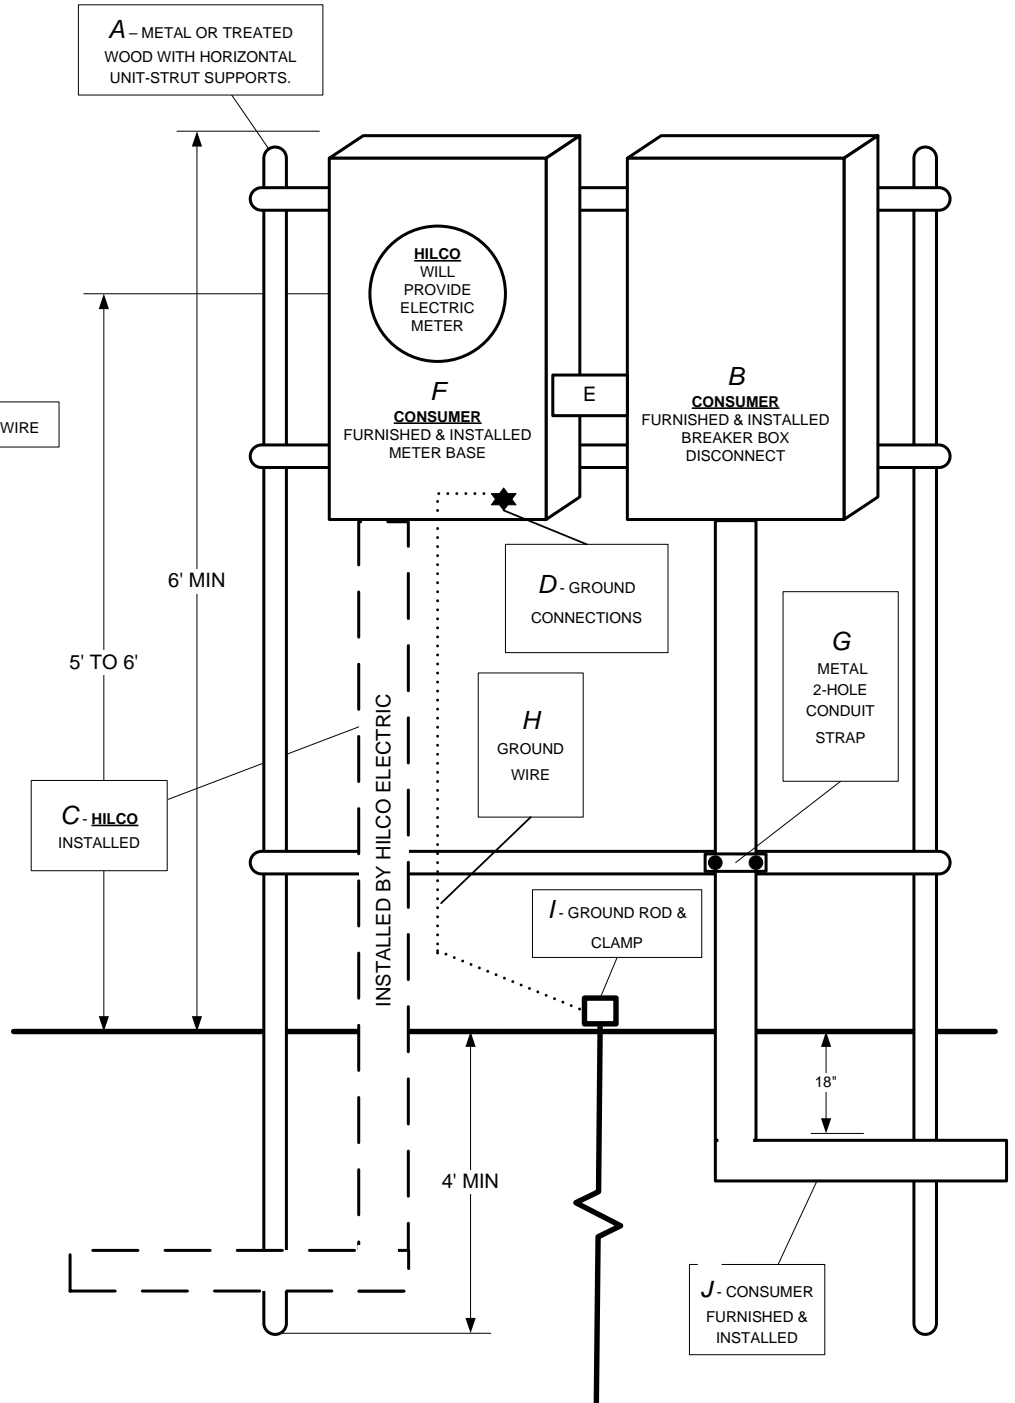 A – METAL OR TREATED
WOOD WITH HORIZONTAL
UNIT-STRUT SUPPORTS.
HILCO
WILL
PROVIDE
ELECTRIC
METER
F
CONSUMER
FURNISHED & INSTALLED
METER BASE
E
B
CONSUMER
FURNISHED & INSTALLED
BREAKER BOX
DISCONNECT
WIRE
6' MIN
5' TO 6'
D - GROUND
CONNECTIONS
G
METAL
2-HOLE
CONDUIT
STRAP
H
GROUND
WIRE
C - HILCO
INSTALLED
INSTALLED BY HILCO ELECTRIC
I - GROUND ROD &
CLAMP
18"
4' MIN
J - CONSUMER
FURNISHED &
INSTALLED